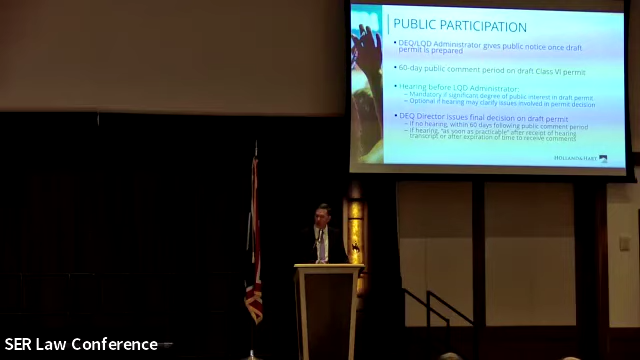 PUBLIC PARTICIPATION
• DEQ/LQD Administrator gives public notice once draft
permit is prepared
• 60-day public comment period on draft Class VI permit
• Hearing before LQD Administrator:
– Mandatory if significant degree of public interest in draft permit
– Optional if hearing may clarify issues involved in permit decision
• DEQ Director issues final decision on draft permit
– If no hearing, within 60 days following public comment period
– If hearing, "as soon as practicable" after receipt of hearing
transcript or after expiration of time to receive comments
HOLLAND & HART
SER Law Conference